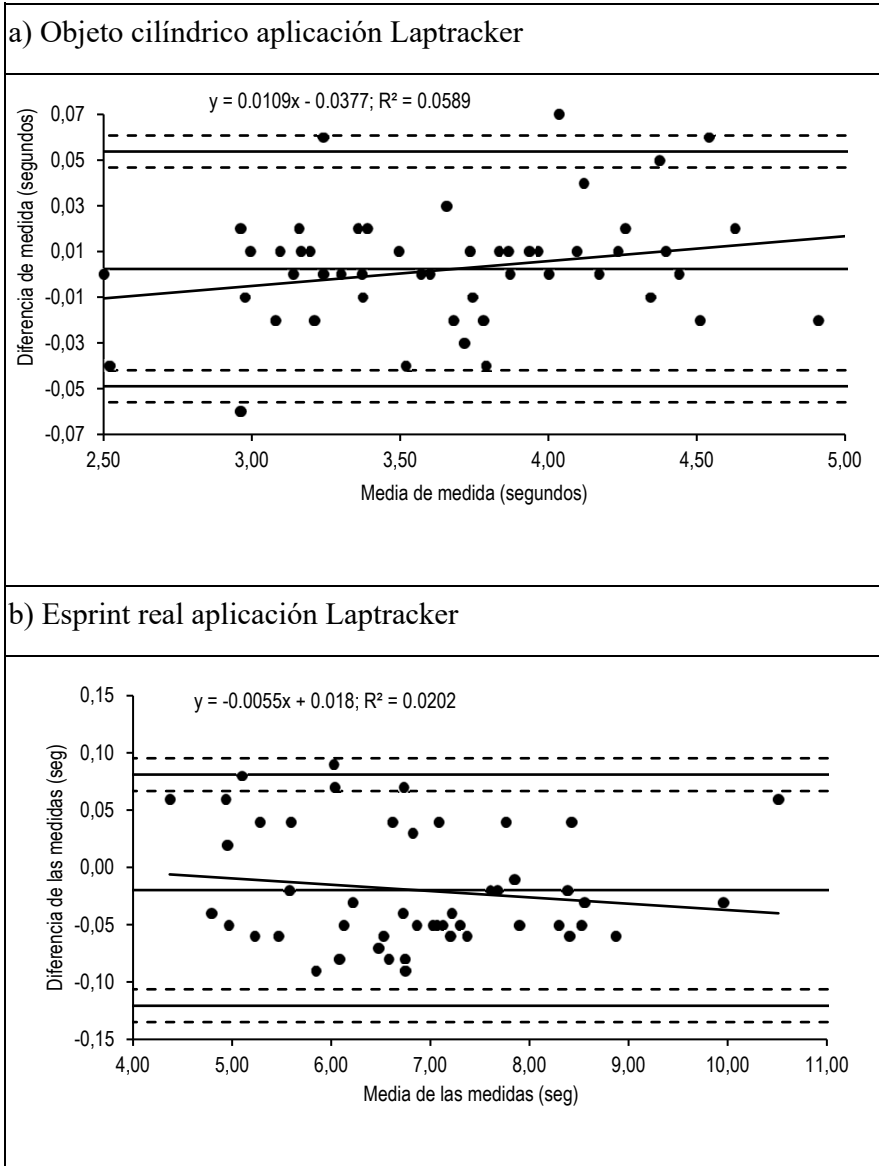 a) Objeto cilíndrico aplicación Laptracker
y = 0.0109x - 0.0377; R² = 0.0589
Diferencia de medida (segundos)
0,07
0,05
0,03
0,01
-0,01
-0,03
-0,05
-0,07
2,50 3,00 3,50 4,00 4,50 5,00
Media de medida (segundos)
b) Esprint real aplicación Laptracker
y = -0.0055x + 0.018; R² = 0.0202
Diferencia de las medidas (seg)
0,15
0,10
0,05
0,00
-0,05
-0,10
-0,15
4,00 5,00 6,00 7,00 8,00 9,00 10,00 11,00
Media de las medidas (seg)